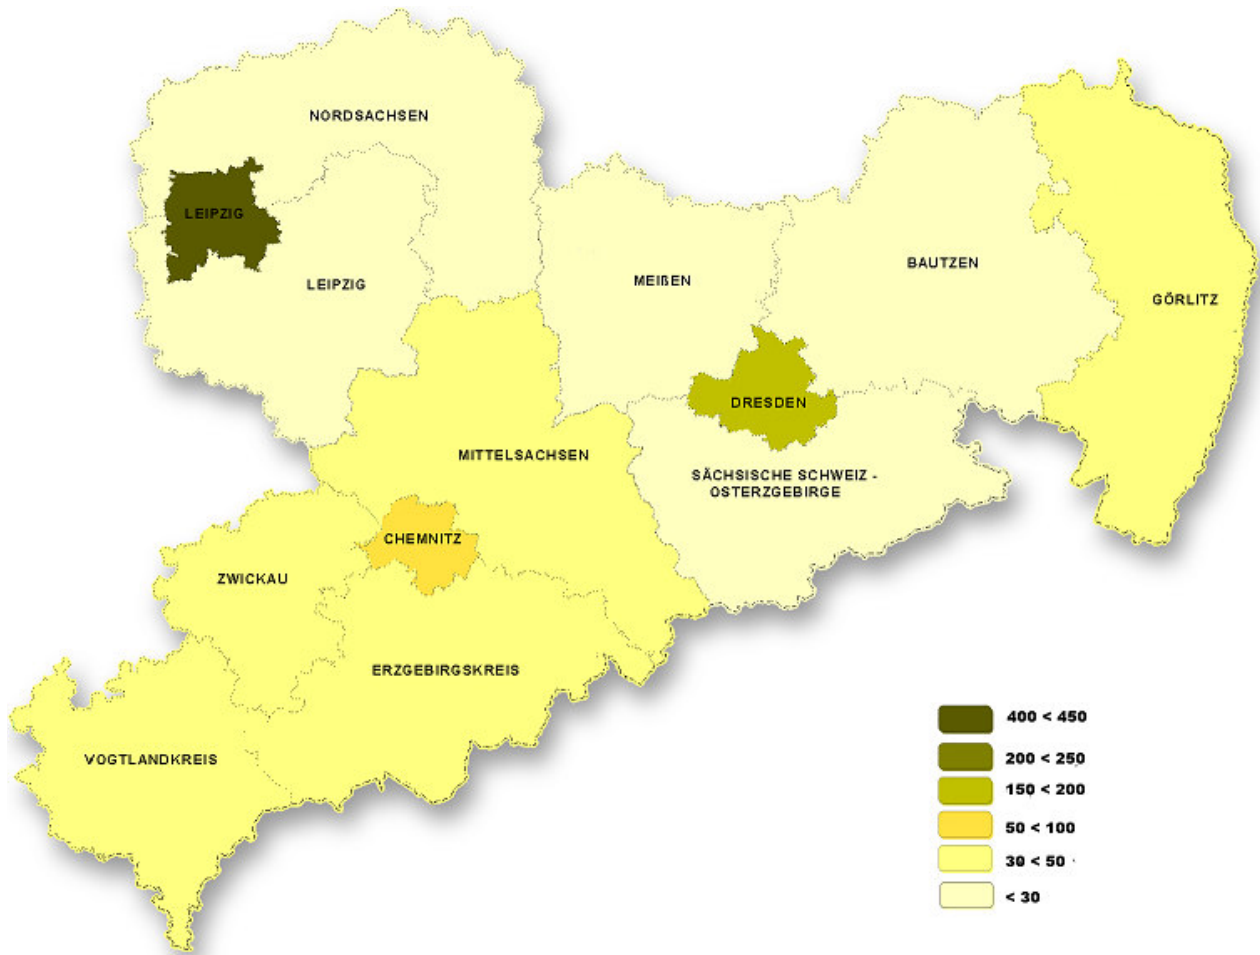 NORDSACHSEN
LEIPZIG
LEIPZIG
MEIßEN
BAUTZEN
GÖRLITZ
DRESDEN
MITTELSACHSEN
SÄCHSISCHE SCHWEIZ -
OSTERZGEBIRGE
CHEMNITZ
ZWICKAU
ERZGEBIRGSKREIS
VOGTLANDKREIS
400 < 450
200 < 250
150 < 200
50 < 100
30 < 50
< 30